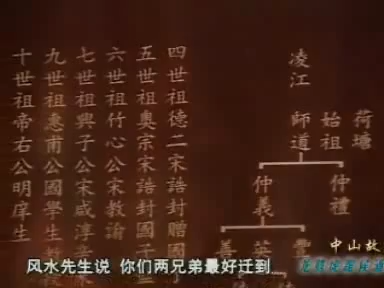 荷塘
始祖
凌江
師道
仲禮
仲義
四世祖德二宋誥封贈國子
五世祖奧宗宋誥封國子監
六世祖竹心公宋教諭
七世祖興子公宋咸淳
九世祖惠甫公國學生
十世祖帝右公明庠生
中山故
风水先生说 你们两兄弟最好迁到...